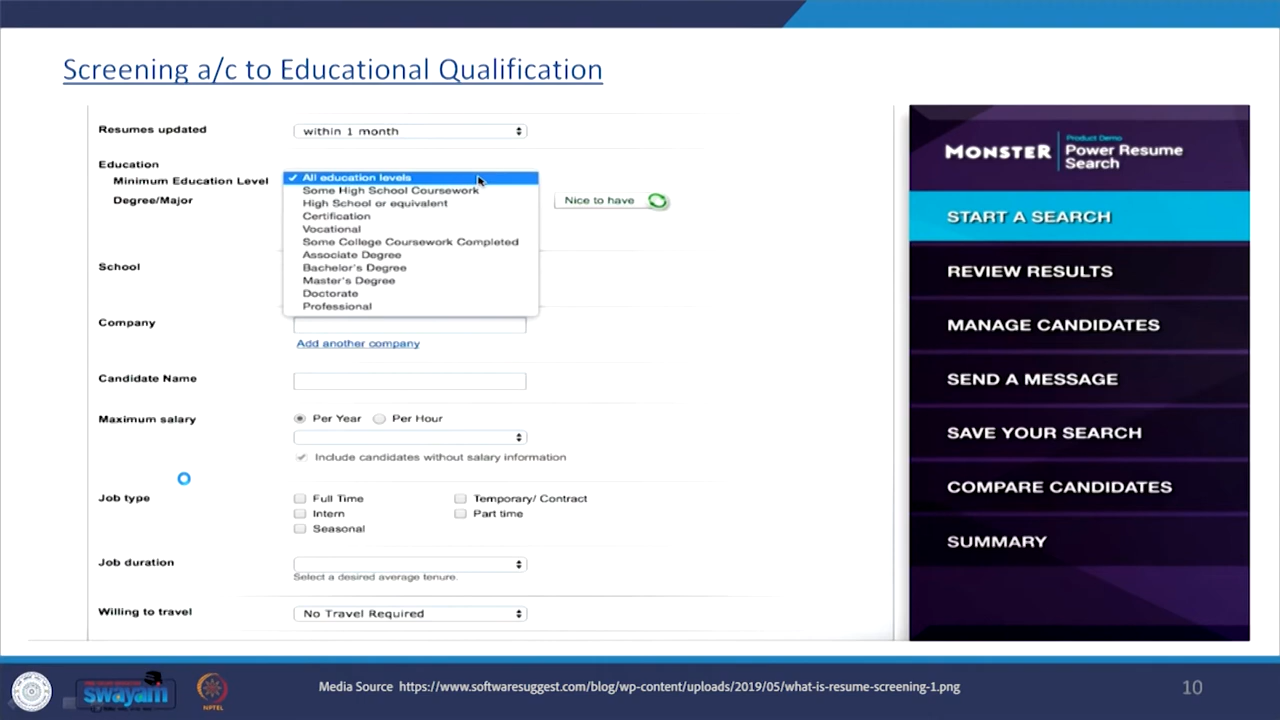 Screening a/c to Educational Qualification
Resumes updated
within 1 month
Education
Minimum Education Level
Degree/Major
All education levels
Some High School Coursework
High School or equivalent
Certification
Vocational
Some College Coursework Completed
Associate Degree
Bachelor's Degree
Master's Degree
Doctorate
Professional
Nice to have
School
Company
Add another company
Candidate Name
Maximum salary
Per Year Per Hour
Include candidates without salary information
Job type
Full Time Temporary/ Contract
Intern Part time
Seasonal
Job duration
Select a desired average tenure.
Willing to travel
No Travel Required
MONSTER
Product Demo
Power Resume
Search
START A SEARCH
REVIEW RESULTS
MANAGE CANDIDATES
SEND A MESSAGE
SAVE YOUR SEARCH
COMPARE CANDIDATES
SUMMARY
swayam
NPTEL
Media Source https://www.softwaresuggest.com/blog/wp-content/uploads/2019/05/what-is-resume-screening-1.png
10